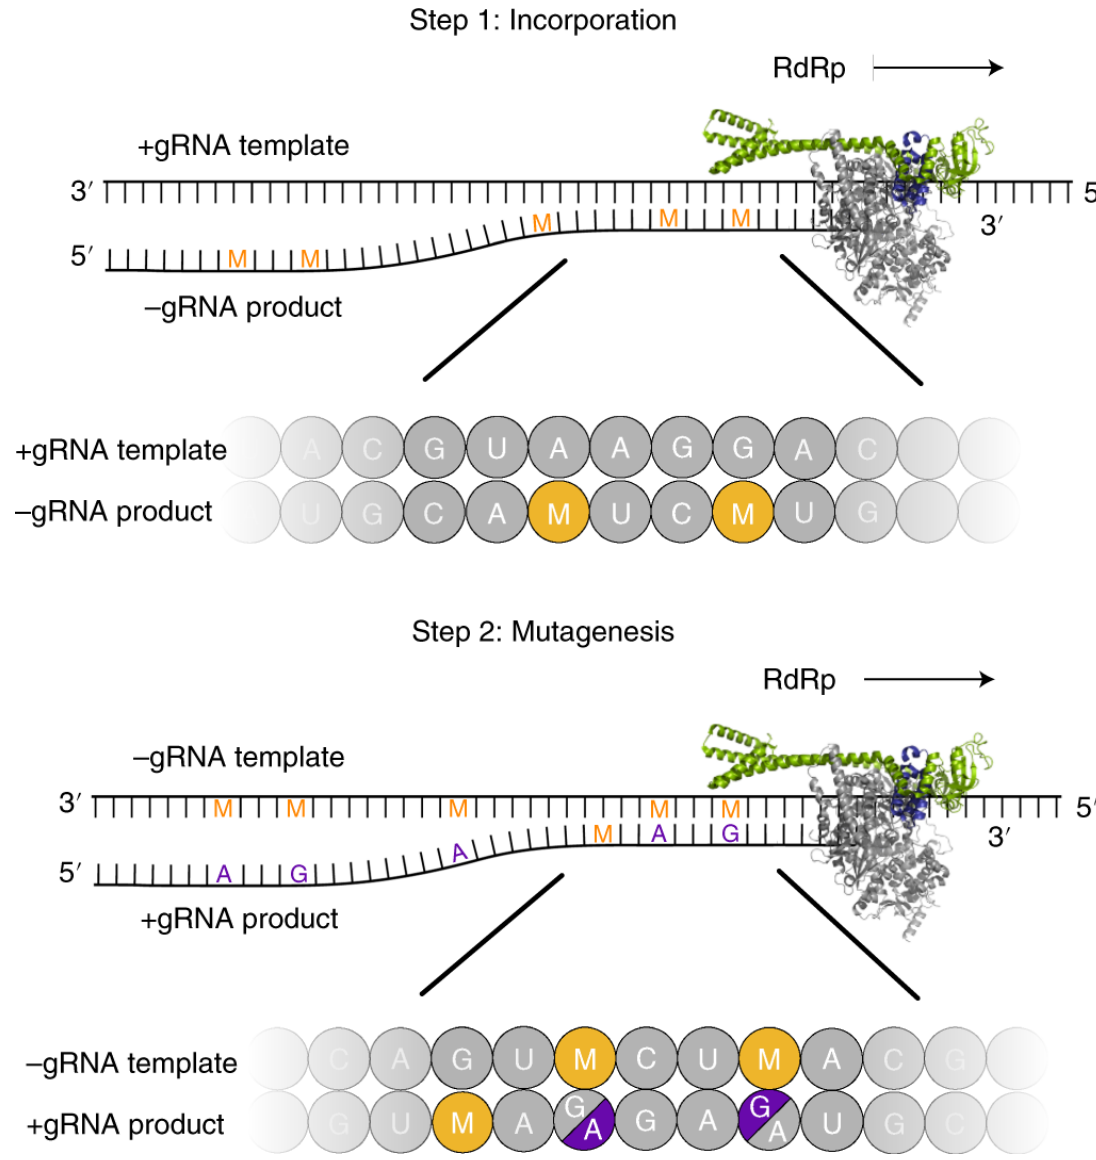 Step 1: Incorporation
RdRp
+gRNA template
3′ 5
M M M M M
5′ 3′
–gRNA product
+gRNA template A C G U A A G G A C
–gRNA product U G C A M U C M U G
Step 2: Mutagenesis
RdRp
–gRNA template
3′ M M M M M 5′
A G A M A G
5′ 3′
+gRNA product
–gRNA template C A G U M C U M A C G
+gRNA product G U M A G A G A G A U G C